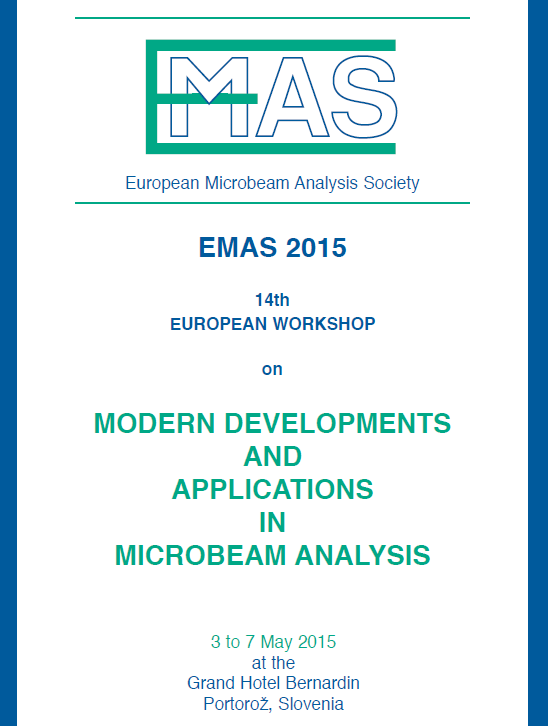 EMAS
European Microbeam Analysis Society
EMAS 2015
14th
EUROPEAN WORKSHOP
on
MODERN DEVELOPMENTS
AND
APPLICATIONS
IN
MICROBEAM ANALYSIS
3 to 7 May 2015
at the
Grand Hotel Bernardin
Portorož, Slovenia